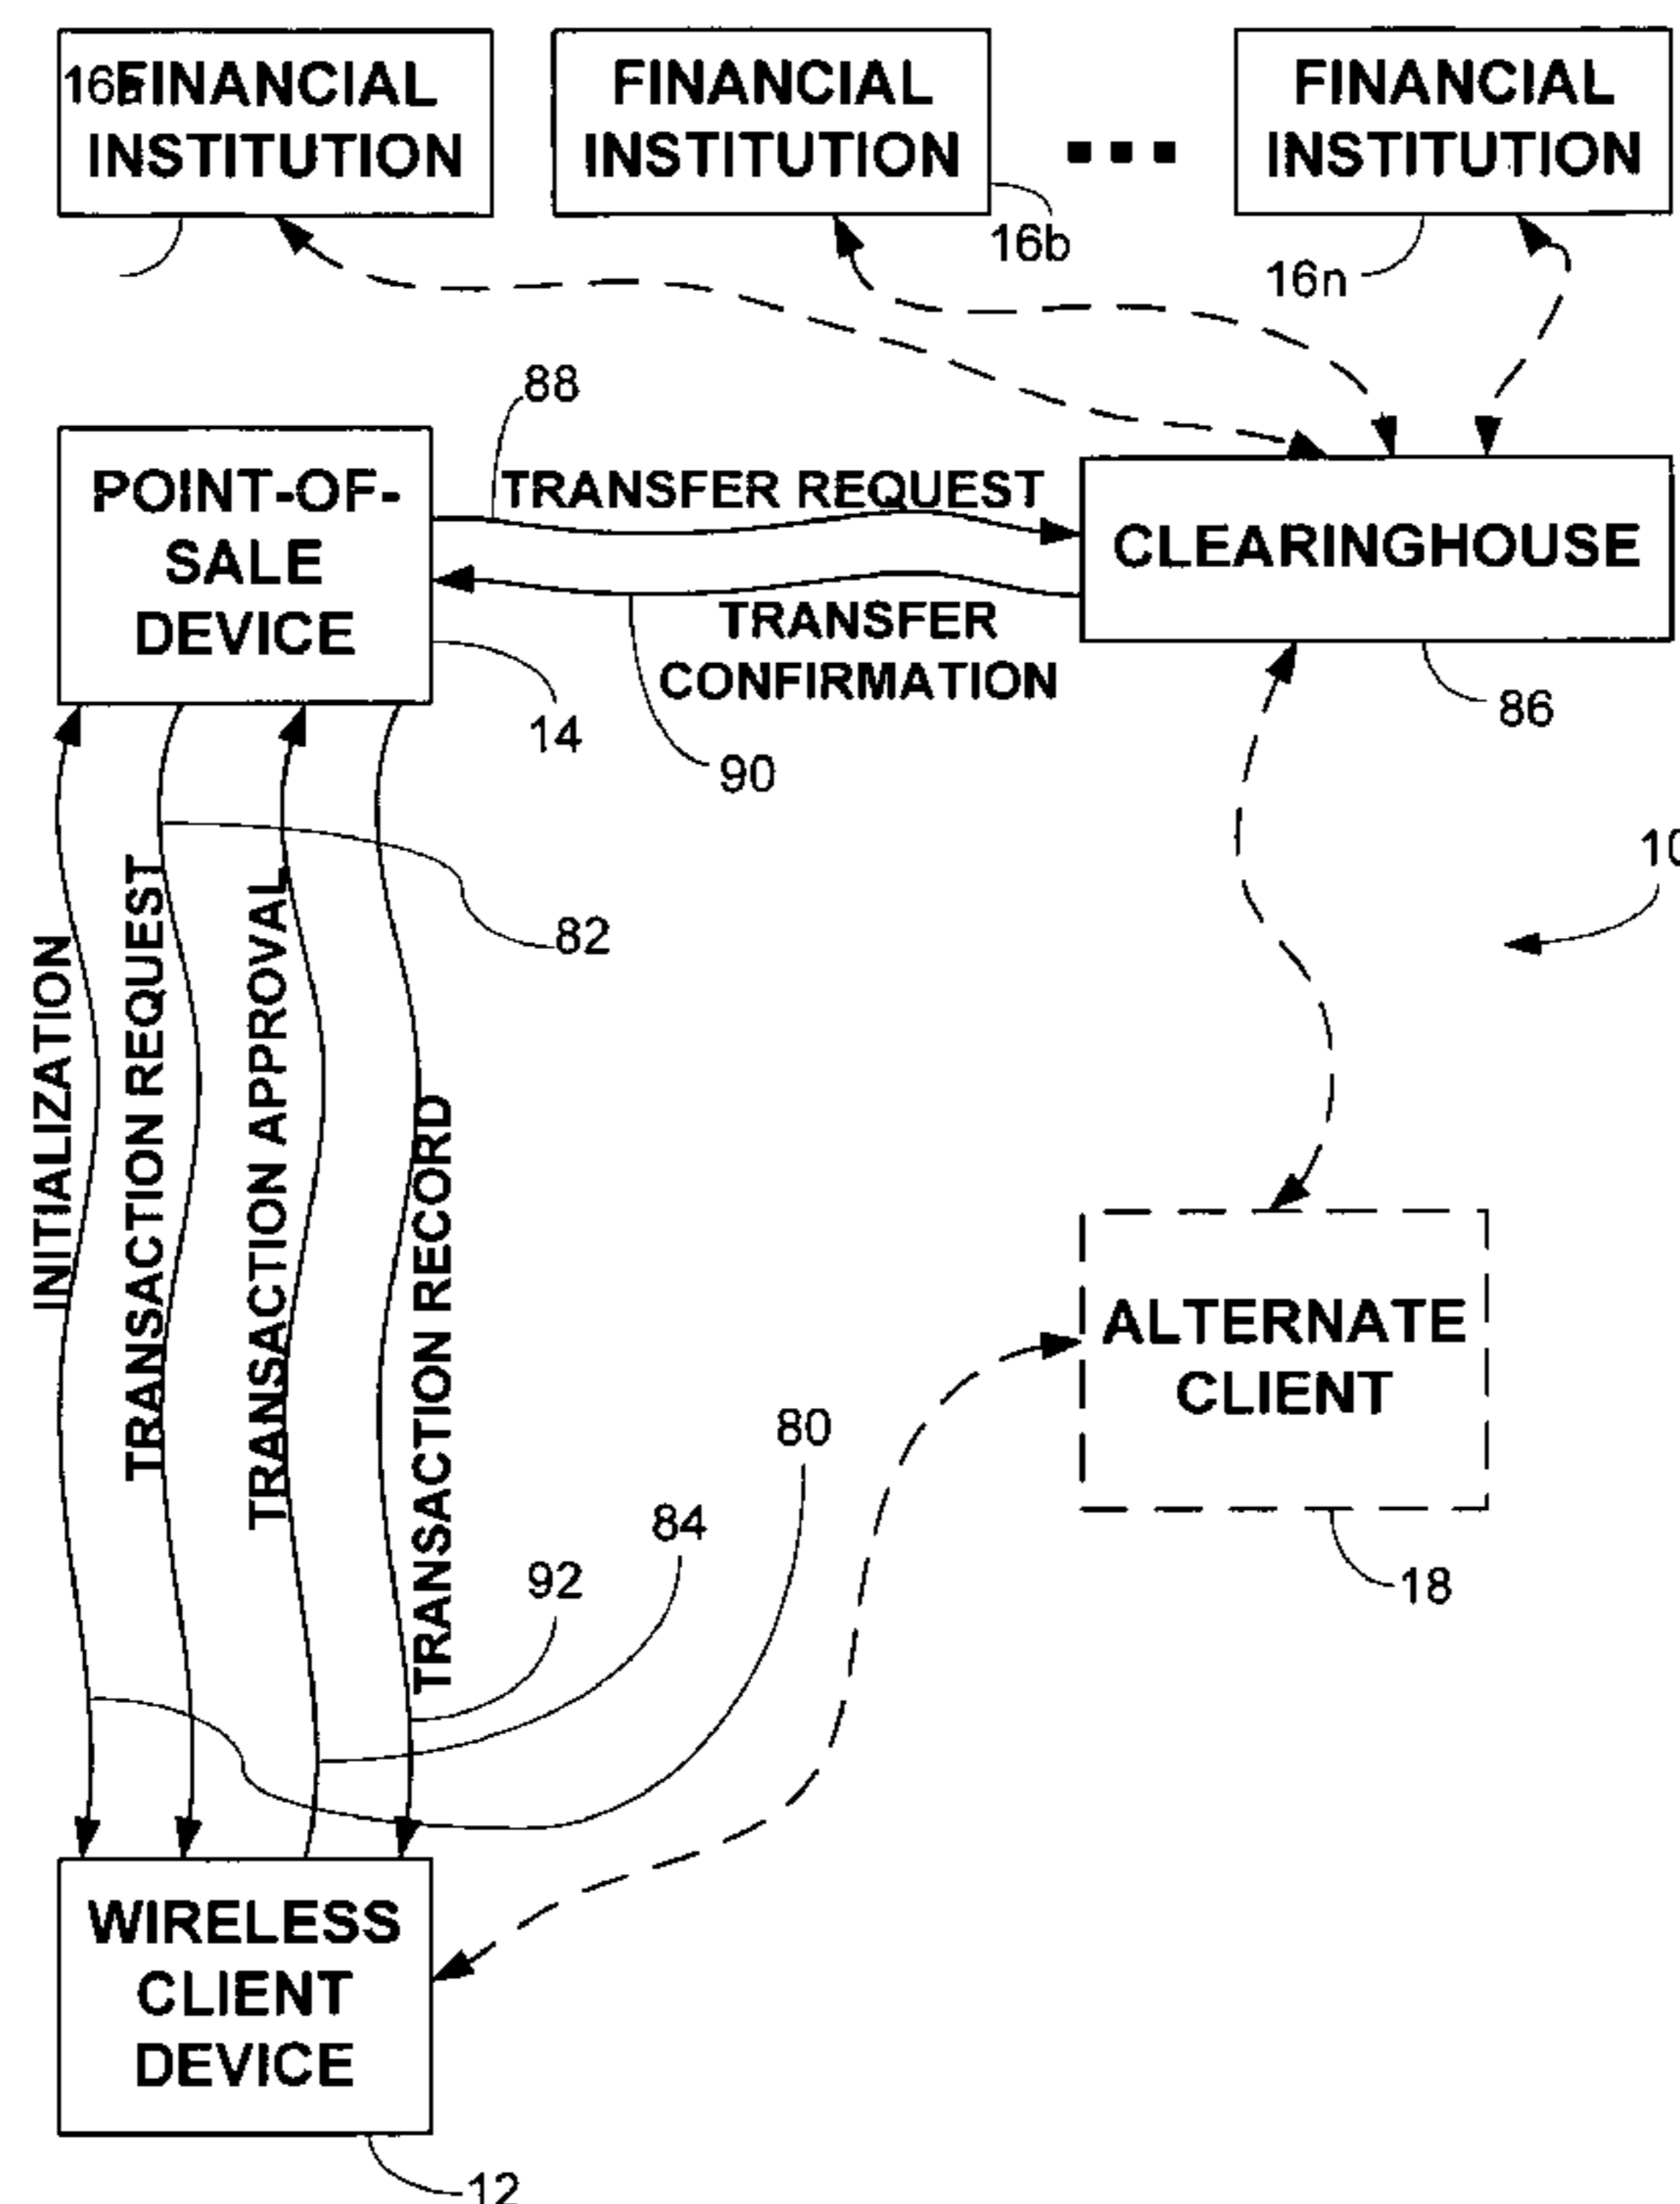 FINANCIAL
INSTITUTION
FINANCIAL
INSTITUTION
FINANCIAL
INSTITUTION
16b
16n
88
POINT-OF-
SALE
DEVICE
TRANSFER REQUEST
CLEARINGHOUSE
TRANSFER
CONFIRMATION
14
90
86
10
82
INITIALIZATION
TRANSACTION REQUEST
TRANSACTION APPROVAL
TRANSACTION RECORD
ALTERNATE
CLIENT
80
84
92
18
WIRELESS
CLIENT
DEVICE
12